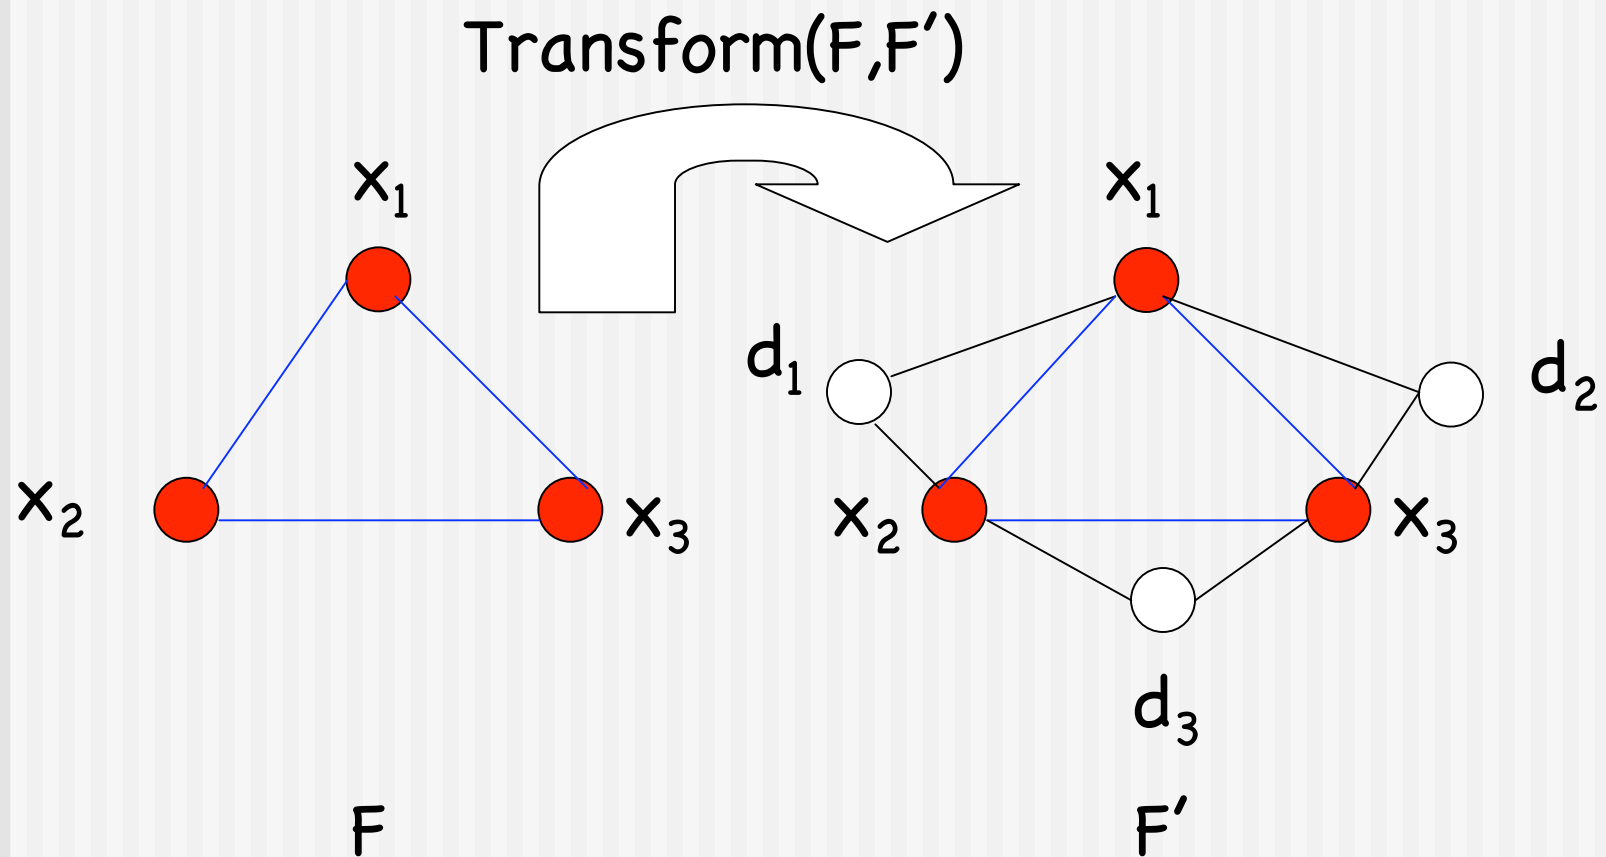 Transform(F,F′)
x₁
x₂
x₃
F
x₁
d₁
d₂
x₂
x₃
d₃
F′